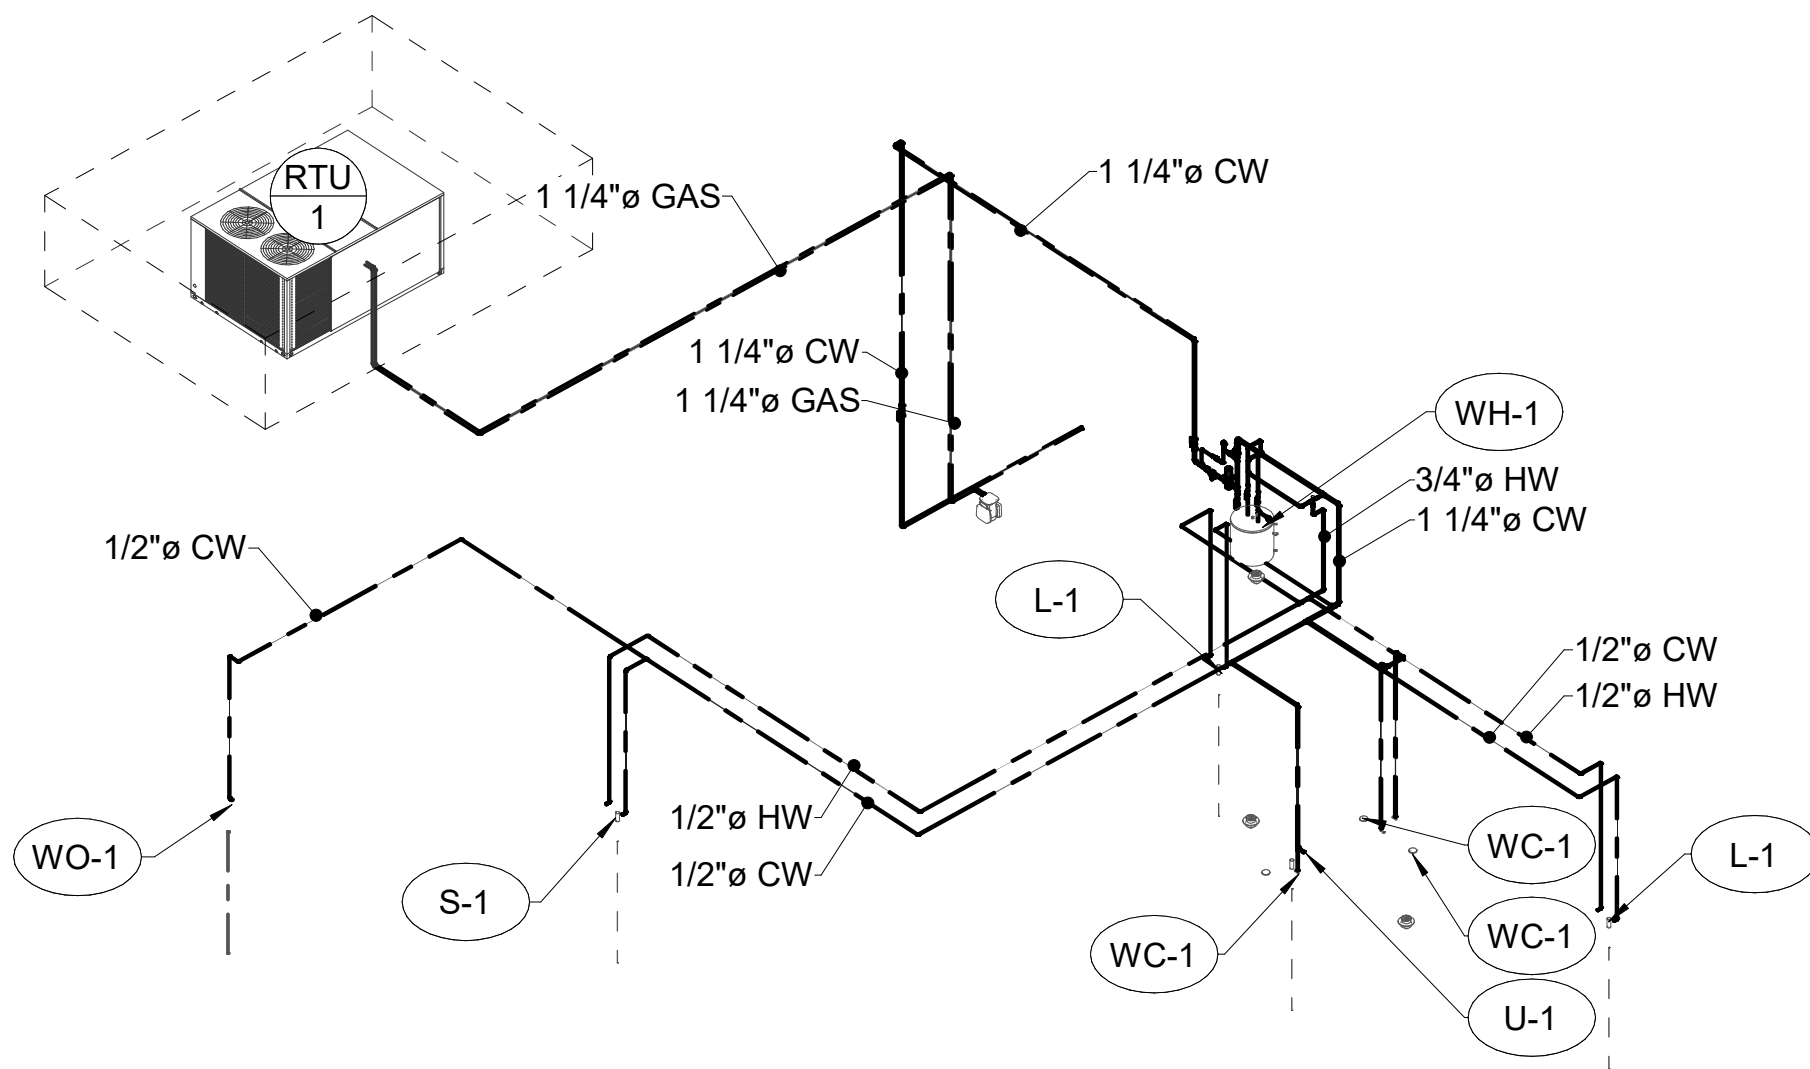 RTU
1
1 1/4"ø GAS
1 1/4"ø CW
1 1/4"ø CW
1 1/4"ø GAS
WH-1
3/4"ø HW
1 1/4"ø CW
1/2"ø CW
L-1
1/2"ø CW
1/2"ø HW
1/2"ø HW
1/2"ø CW
WO-1
S-1
WC-1
L-1
WC-1
WC-1
U-1